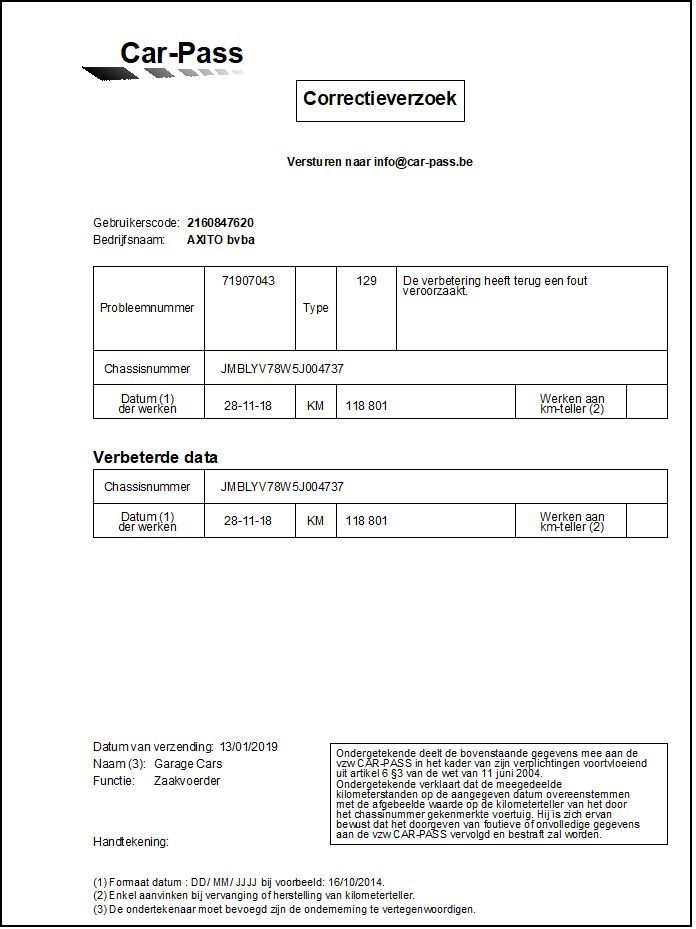 Car-Pass
Correctieverzoek
Versturen naar info@car-pass.be
Gebruikerscode: 2160847620
Bedrijfsnaam: AXITO bvba
Probleemnummer 71907043 Type 129 De verbetering heeft terug een fout
veroorzaakt.
Chassisnummer JMBLYV78W5J004737
Datum (1)
der werken 28-11-18 KM 118 801 Werken aan
km-teller (2)
Verbeterde data
Chassisnummer JMBLYV78W5J004737
Datum (1)
der werken 28-11-18 KM 118 801 Werken aan
km-teller (2)
Datum van verzending: 13/01/2019
Naam (3): Garage Cars
Functie: Zaakvoerder
Handtekening:
Ondergetekende deelt de bovenstaande gegevens mee aan de
vzw CAR-PASS in het kader van zijn verplichtingen voortvloeiend
uit artikel 6 §3 van de wet van 11 juni 2004.
Ondergetekende verklaart dat de meegedeelde
kilometerstanden op de aangegeven datum overeenstemmen
met de afgebeelde waarde op de kilometerteller van het door
het chassinummer gekenmerkte voertuig. Hij is zich ervan
bewust dat het doorgeven van foutieve of onvolledige gegevens
aan de vzw CAR-PASS vervolgd en bestraft zal worden.
(1) Formaat datum : DD/ MM/ JJJJ bij voorbeeld: 16/10/2014.
(2) Enkel aanvinken bij vervanging of herstelling van kilometerteller.
(3) De ondertekenaar moet bevoegd zijn de onderneming te vertegenwoordigen.